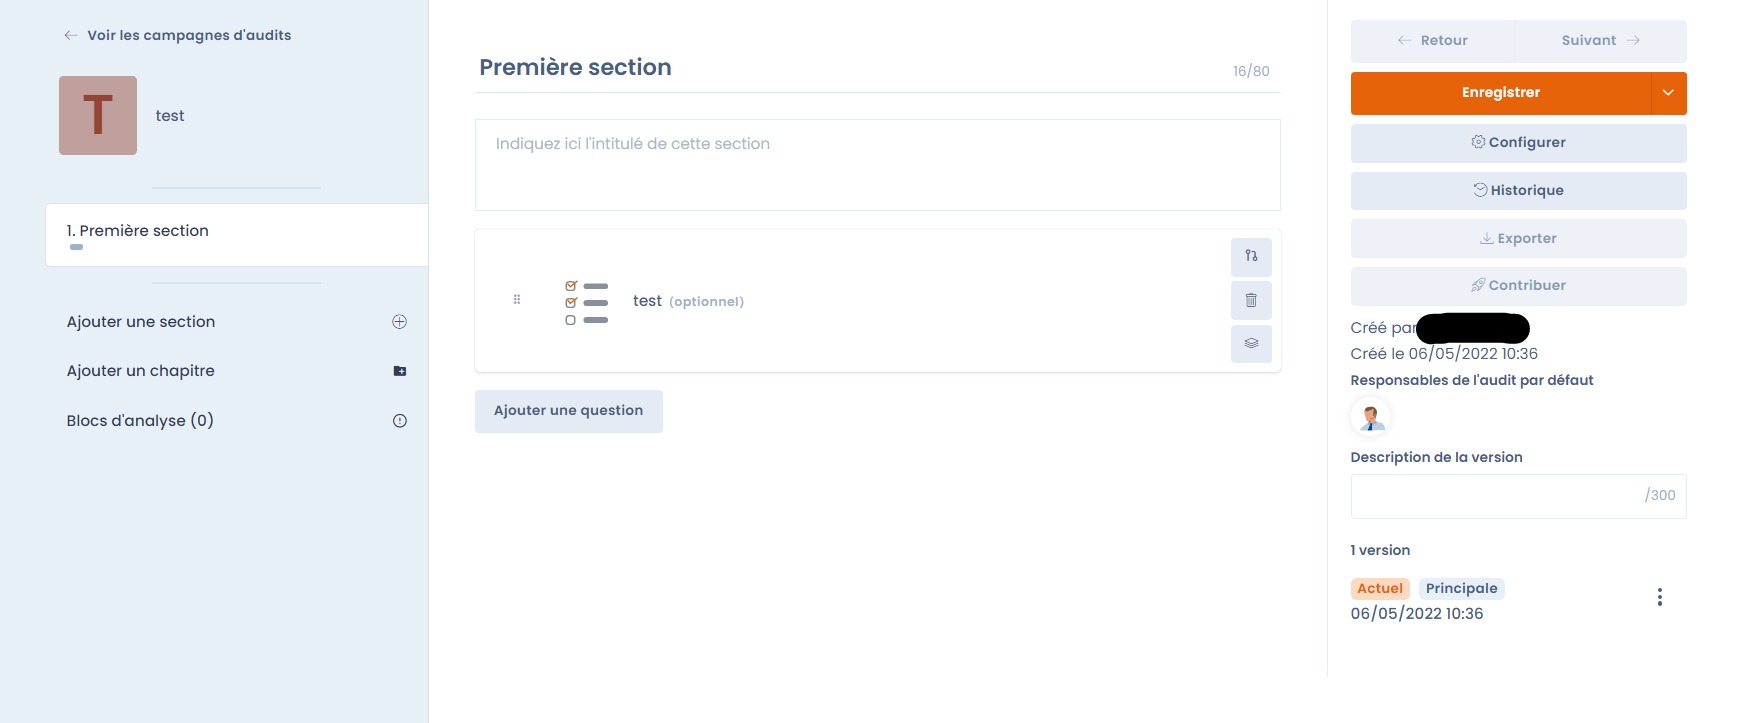 Voir les campagnes d'audits
T
test
1. Première section
Ajouter une section
Ajouter un chapitre
Blocs d'analyse (0)
Première section
16/80
Indiquez ici l'intitulé de cette section
test (optionnel)
Ajouter une question
Retour
Suivant
Enregistrer
Configurer
Historique
Exporter
Contribuer
Créé par
Créé le 06/05/2022 10:36
Responsables de l'audit par défaut
Description de la version
/300
1 version
Actuel Principale
06/05/2022 10:36